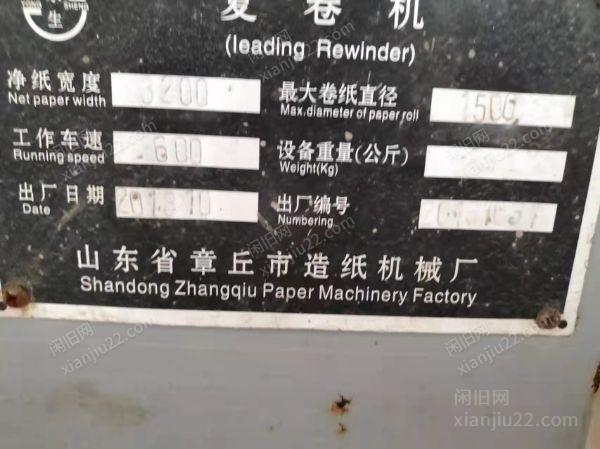 复卷机
(leading Rewinder)
净纸宽度 3200 最大卷纸直径 1500
Net paper width Max.diameter of paper roll
工作车速 600 设备重量(公斤)
Running speed Weight(Kg)
出厂日期 2013 10 出厂编号
Date Numbering
山东省章丘市造纸机械厂
Shandong Zhangqiu Paper Machinery Factory
闲旧网
xianju22.com